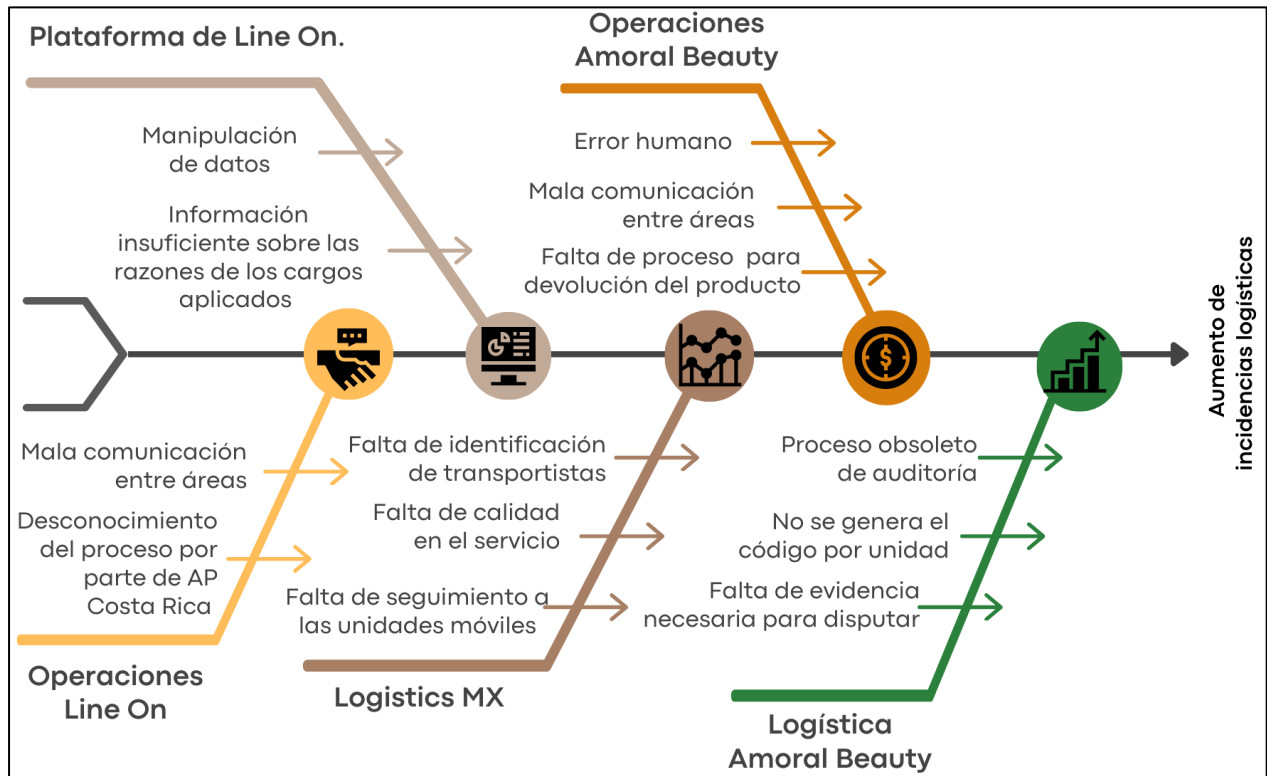 Plataforma de Line On.
Manipulación
de datos
Información
insuficiente sobre las
razones de los cargos
aplicados
Operaciones
Amoral Beauty
Error humano
Mala comunicación
entre áreas
Falta de proceso para
devolución del producto
Mala comunicación
entre áreas
Desconocimiento
del proceso por
parte de AP
Costa Rica
Operaciones
Line On
Falta de identificación
de transportistas
Falta de calidad
en el servicio
Falta de seguimiento a
las unidades móviles
Logistics MX
Proceso obsoleto
de auditoría
No se genera el
código por unidad
Falta de evidencia
necesaria para disputar
Logística
Amoral Beauty
Aumento de
incidencias logísticas